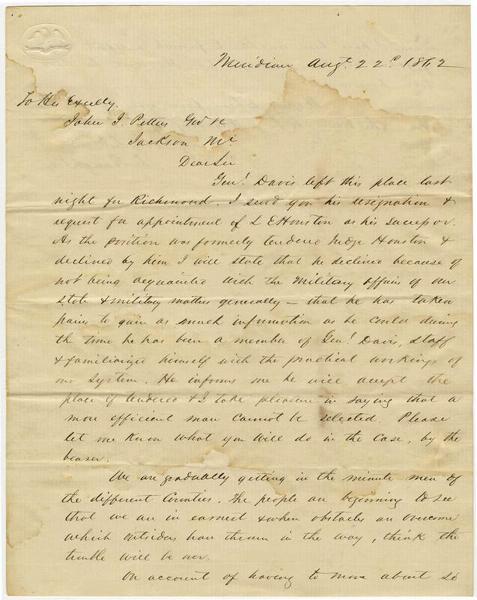 Meridian Augt 22d 1862
To His Excelly.
John J. Pettus Gov &c
Jackson Mi
Dear Sir
Genl Davis left this place last
night for Richmond. I send you his resignation &
request for appointment of L E Houston as his successor.
As the position was formerly tendered Judge Houston &
declined by him I will state that he declined because of
not being acquainted with the Military affairs of our
State & military matters generally – that he has taken
pains to gain as much information as he could during
the time he has been a member of Genl Davis, staff
& familiarized himself with the practical workings of
our System. He informs me he will accept the
place if tendered & I take pleasure in saying that a
more efficient man cannot be selected. Please
let me know what you will do in the case, by the
bearer.
We are gradually getting in the minute men of
the different Counties. The people are beginning to see
that we are in earnest & when obstacles are overcome
which outsiders have thrown in the way, think the
trouble will be over.
On account of having to move about so